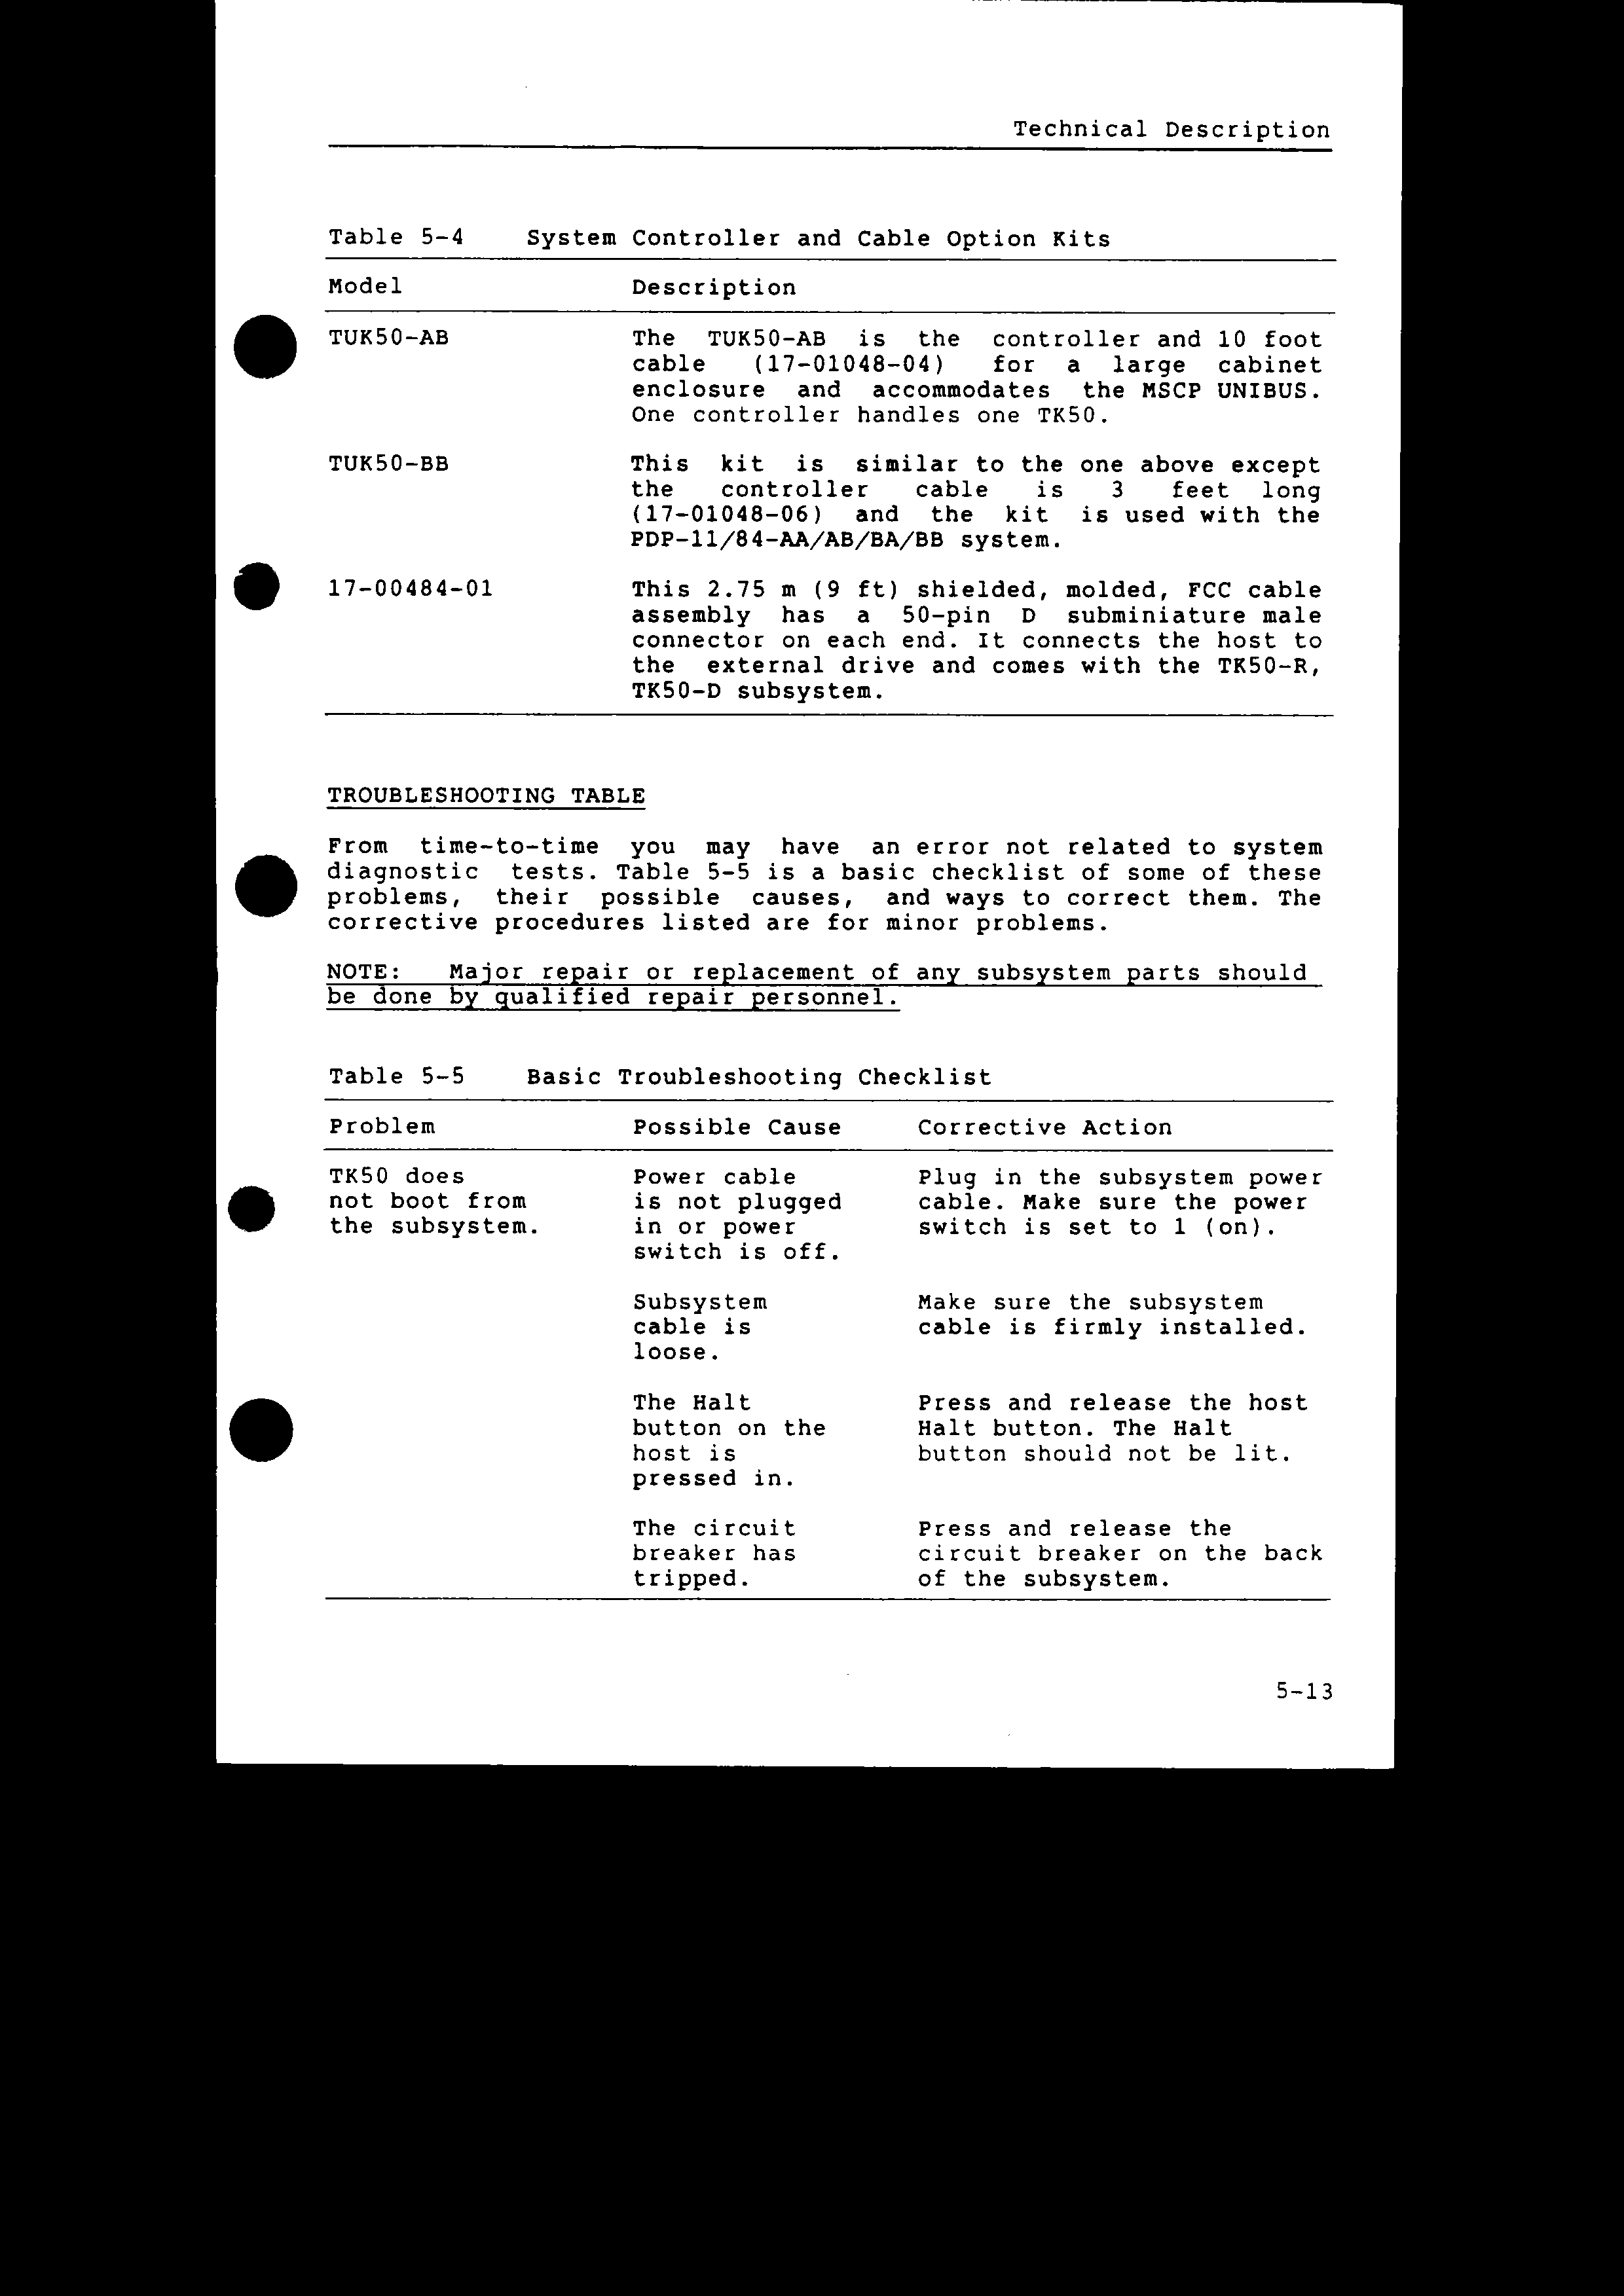 Technical Description
Table 5-4 System Controller and Cable Option Kits
Model Description
TUK50-AB The TUK50-AB is the controller and 10 foot
cable (17-01048-04) for a large cabinet
enclosure and accommodates the MSCP UNIBUS.
One controller handles one TK50.
TUK50-BB This kit is similar to the one above except
the controller cable is 3 feet long
(17-01048-06) and the kit is used with the
PDP-11/84-AA/AB/BA/BB system.
17-00484-01 This 2.75 m (9 ft) shielded, molded, FCC cable
assembly has a 50-pin D subminiature male
connector on each end. It connects the host to
the external drive and comes with the TK50-R,
TK50-D subsystem.
TROUBLESHOOTING TABLE
From time-to-time you may have an error not related to system
diagnostic tests. Table 5-5 is a basic checklist of some of these
problems, their possible causes, and ways to correct them. The
corrective procedures listed are for minor problems.
NOTE: Major repair or replacement of any subsystem parts should
be done by qualified repair personnel.
Table 5-5 Basic Troubleshooting Checklist
Problem Possible Cause Corrective Action
TK50 does Power cable Plug in the subsystem power
not boot from is not plugged cable. Make sure the power
the subsystem. in or power switch is set to 1 (on).
switch is off.
Subsystem Make sure the subsystem
cable is cable is firmly installed.
loose.
The Halt Press and release the host
button on the Halt button. The Halt
host is button should not be lit.
pressed in.
The circuit Press and release the
breaker has circuit breaker on the back
tripped. of the subsystem.
5-13